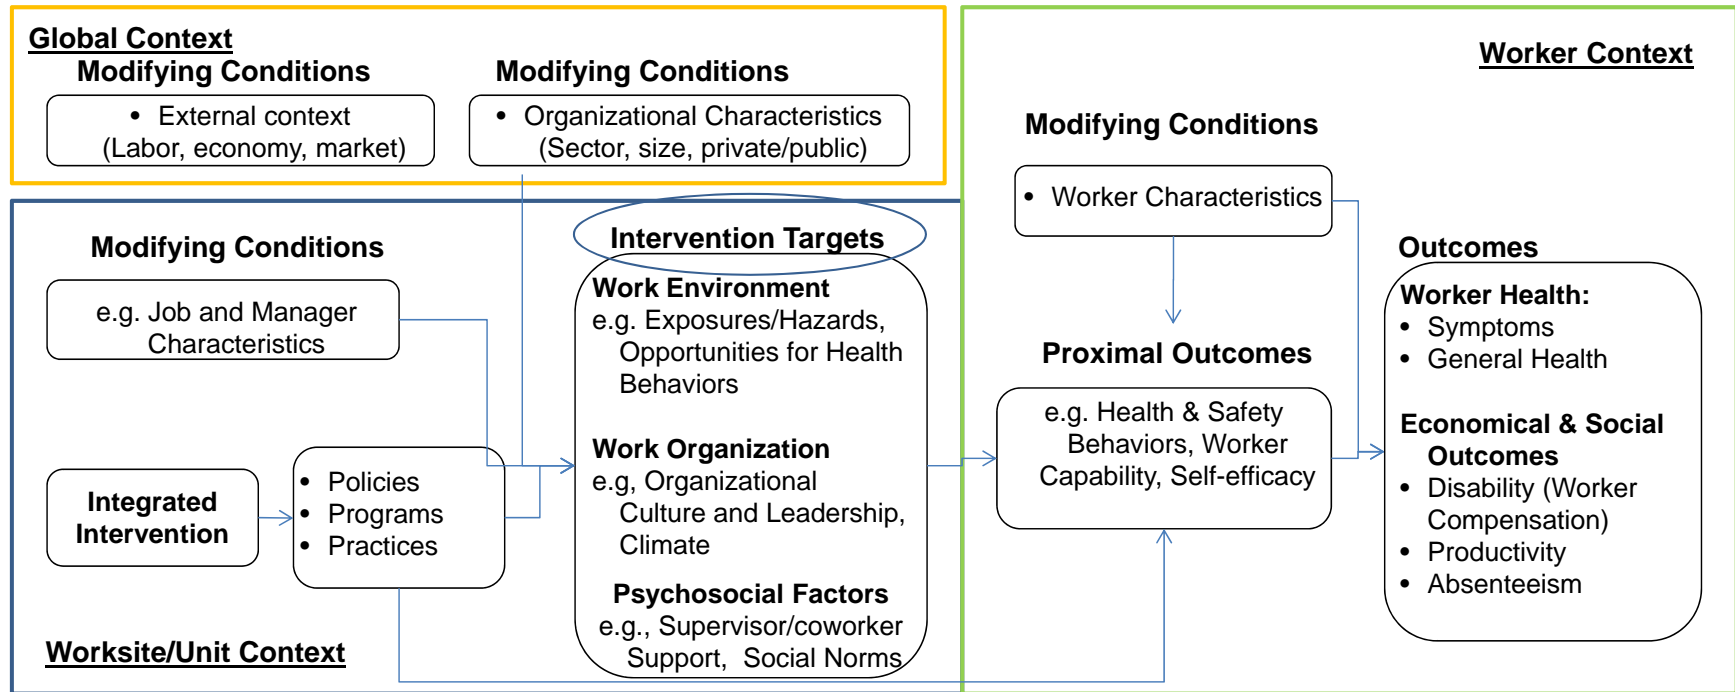 Global Context
Modifying Conditions
• External context
(Labor, economy, market)
Modifying Conditions
• Organizational Characteristics
(Sector, size, private/public)
Worker Context
Modifying Conditions
• Worker Characteristics
Modifying Conditions
e.g. Job and Manager
Characteristics
Integrated
Intervention
• Policies
• Programs
• Practices
Worksite/Unit Context
Intervention Targets
Work Environment
e.g. Exposures/Hazards,
Opportunities for Health
Behaviors
Work Organization
e.g, Organizational
Culture and Leadership,
Climate
Psychosocial Factors
e.g., Supervisor/coworker
Support, Social Norms
Proximal Outcomes
e.g. Health & Safety
Behaviors, Worker
Capability, Self-efficacy
Outcomes
Worker Health:
• Symptoms
• General Health
Economical & Social
Outcomes
• Disability (Worker
Compensation)
• Productivity
• Absenteeism